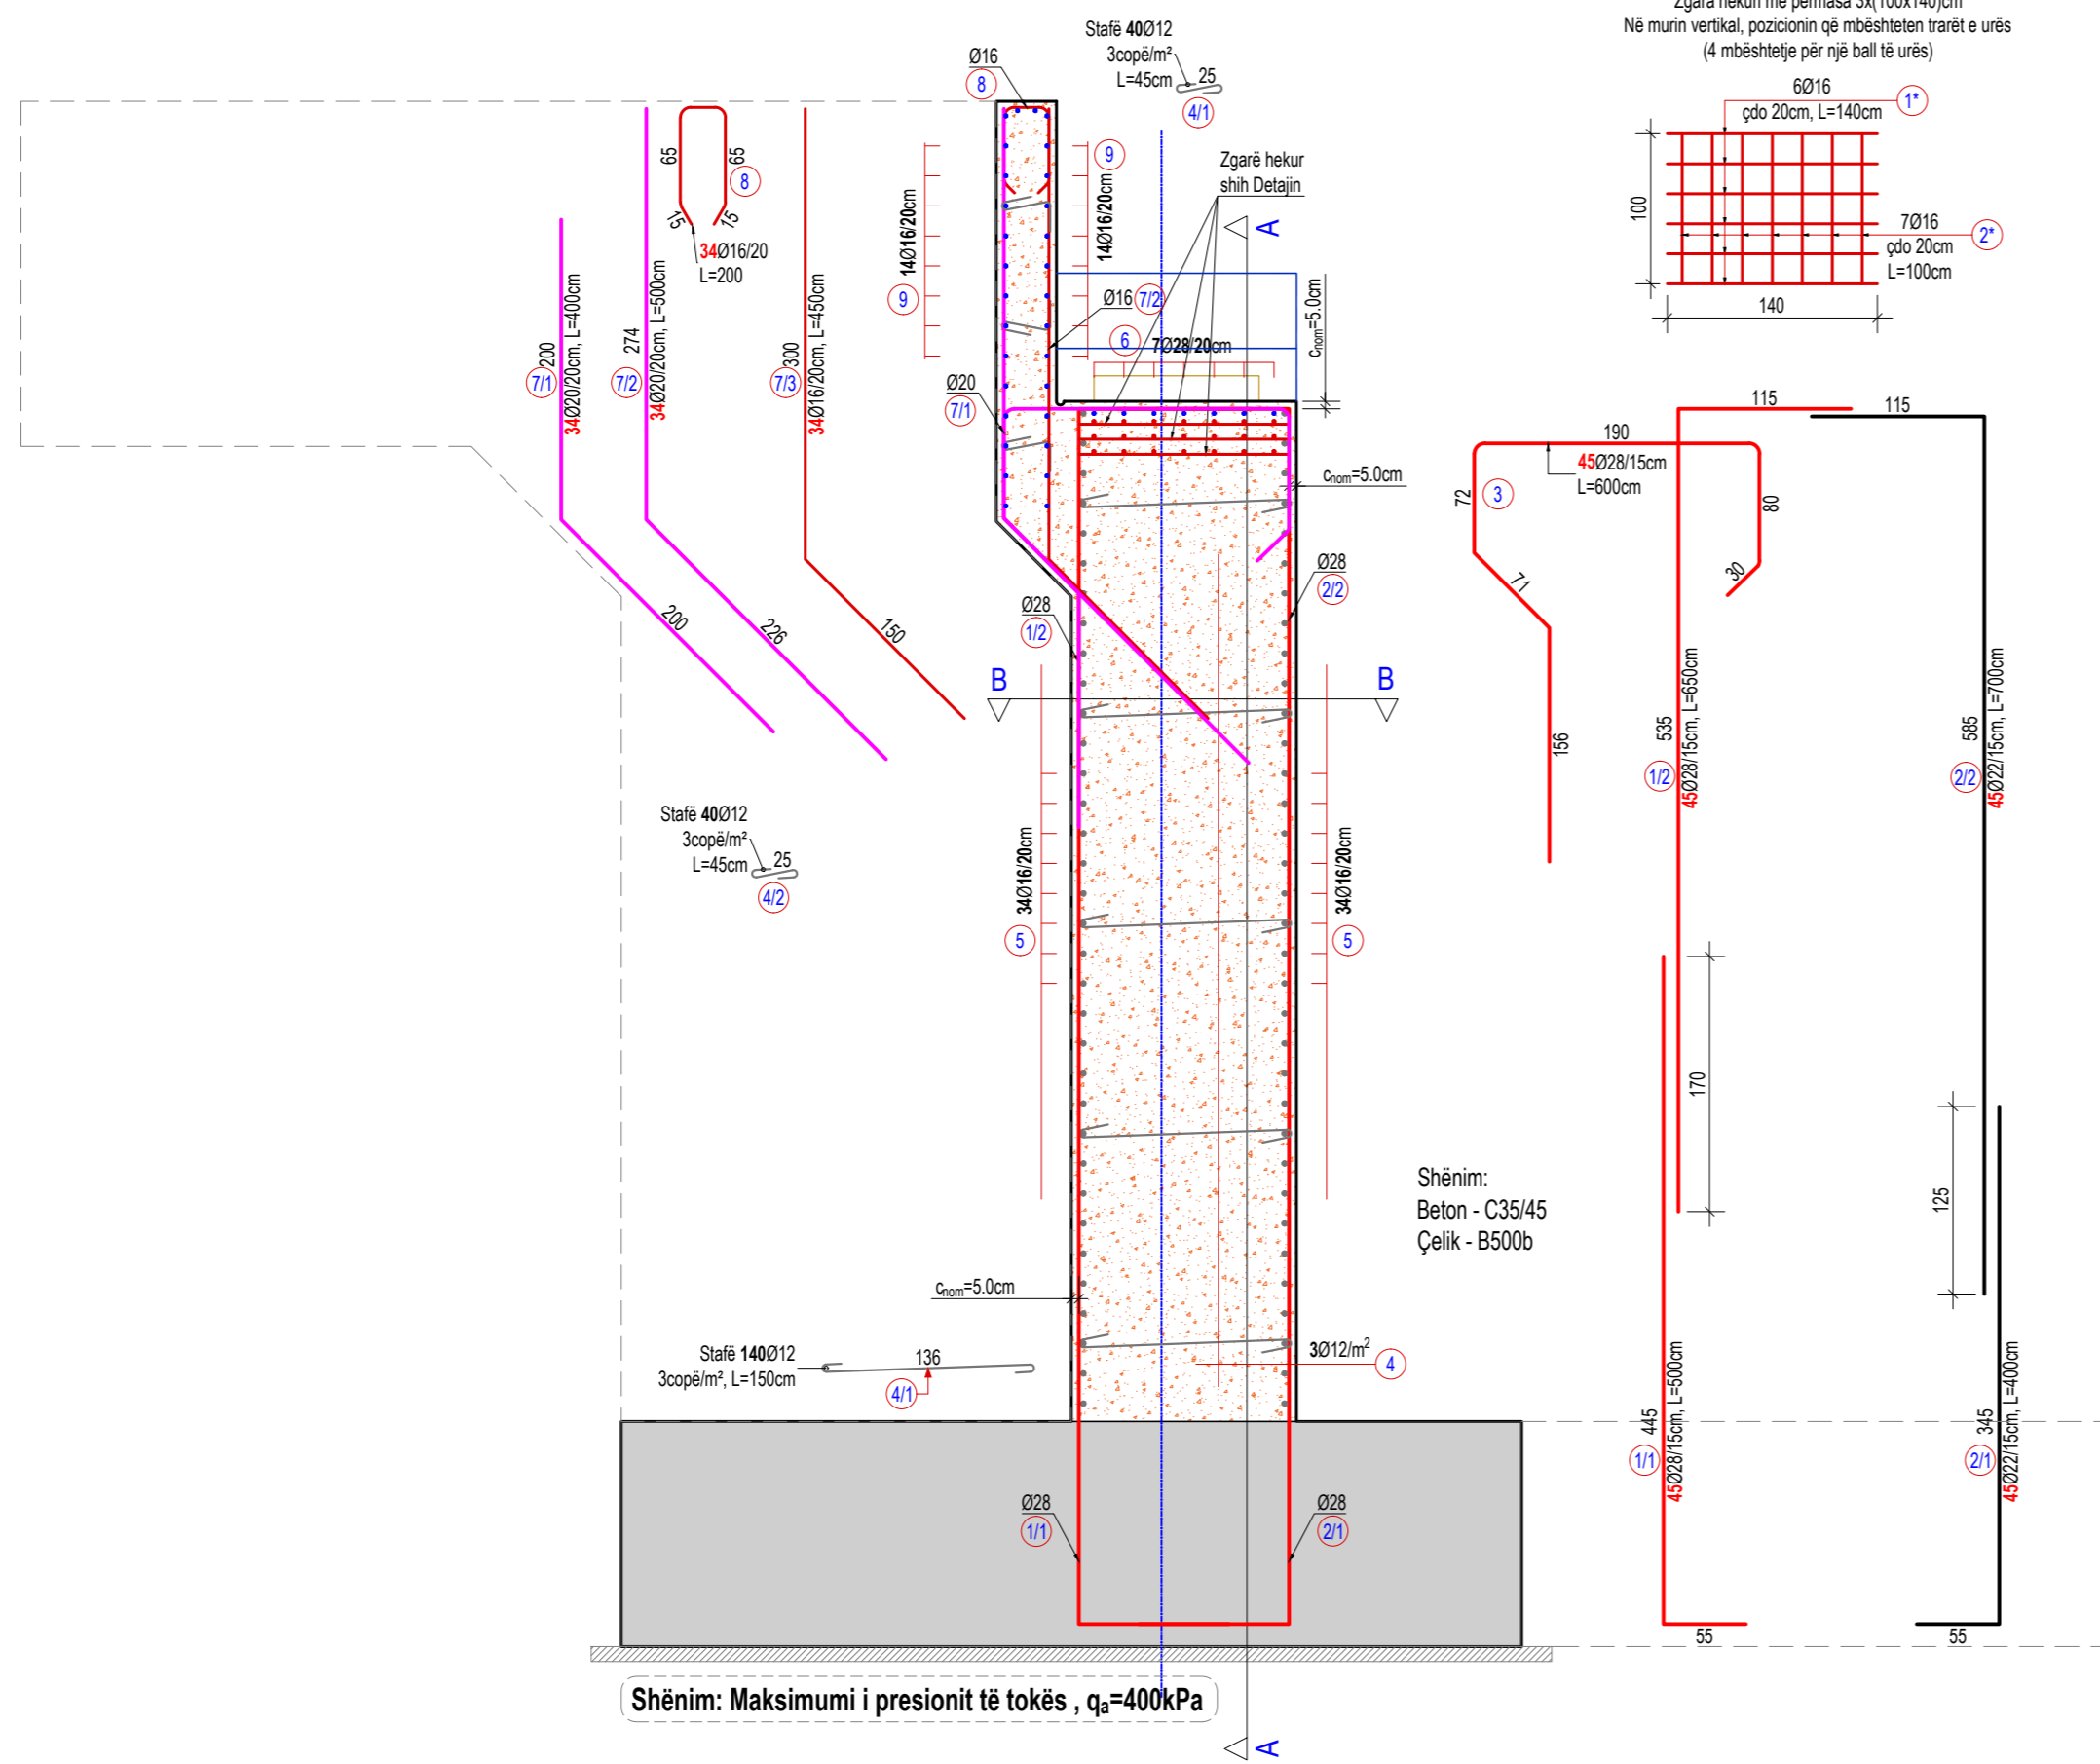 Zgara hekuri me përmasa 3x(100x140)cm
Në murin vertikal, pozicionin që mbështeten trarët e urës
(4 mbështetje për një ball të urës)
6Ø16
çdo 20cm, L=140cm
1*
100
7Ø16
çdo 20cm
L=100cm
2*
140
Stafë 40Ø12
3copë/m²
L=45cm
25
4/1
Ø16
8
Zgarë hekur
shih Detajin
A
65
65
8
15
15
34Ø16/20
L=200
9
14Ø16/20cm
9
14Ø16/20cm
Ø16
7/2
6
7Ø28/20cm
cnom=5.0cm
200
7/1
34Ø20/20cm, L=400cm
274
7/2
34Ø20/20cm, L=500cm
300
7/3
34Ø16/20cm, L=450cm
Ø20
7/1
200
226
150
115
115
190
45Ø28/15cm
L=600cm
72
3
80
71
30
156
cnom=5.0cm
Ø28
2/2
Ø28
1/2
B
B
535
1/2
45Ø28/15cm, L=650cm
585
2/2
45Ø22/15cm, L=700cm
Stafë 40Ø12
3copë/m²
L=45cm
25
4/2
34Ø16/20cm
5
34Ø16/20cm
5
170
125
Shënim:
Beton - C35/45
Çelik - B500b
cnom=5.0cm
Stafë 140Ø12
3copë/m², L=150cm
136
4/1
3Ø12/m²
4
445
1/1
45Ø28/15cm, L=500cm
345
2/1
45Ø22/15cm, L=400cm
Ø28
1/1
Ø28
2/1
55
55
Shënim: Maksimumi i presionit të tokës , qa=400kPa
A